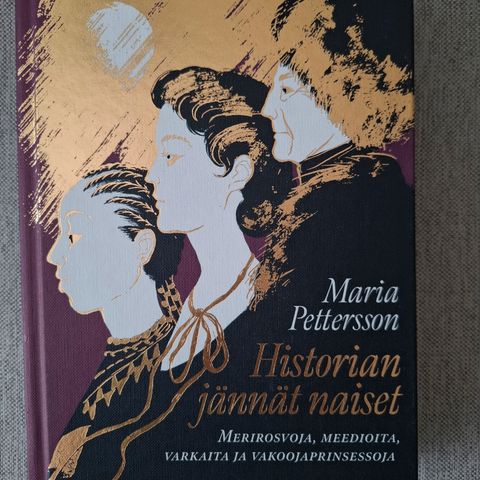 Maria
Pettersson
Historian
jännät naiset
Merirosvoja, meedioita,
varkaita ja vakoojaprinsessoja